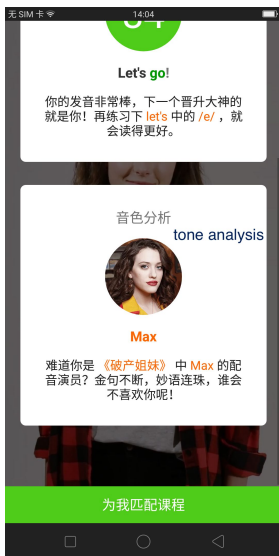 无 SIM 卡
14:04
Let's go!
你的发音非常棒，下一个晋升大神的
就是你！再练习下 let's 中的 /e/ ，就
会读得更好。
音色分析
tone analysis
Max
难道你是 《破产姐妹》 中 Max 的配
音演员？金句不断，妙语连珠，谁会
不喜欢你呢！
为我匹配课程